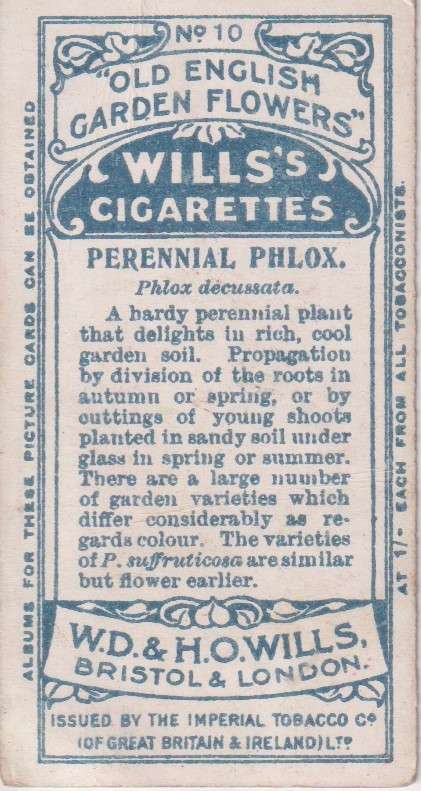 No 10
"OLD ENGLISH
GARDEN FLOWERS"
WILLS'S
CIGARETTES
PERENNIAL PHLOX.
Phlox decussata.
A hardy perennial plant
that delights in rich, cool
garden soil. Propagation
by division of the roots in
autumn or spring, or by
cuttings of young shoots
planted in sandy soil under
glass in spring or summer.
There are a large number
of garden varieties which
differ considerably as re-
gards colour. The varieties
of P. suffruticosa are similar
but flower earlier.
W.D. & H.O. WILLS,
BRISTOL & LONDON.
ISSUED BY THE IMPERIAL TOBACCO Co
(OF GREAT BRITAIN & IRELAND) LTD
ALBUMS FOR THESE PICTURE CARDS CAN BE OBTAINED
AT 1/- EACH FROM ALL TOBACCONISTS.